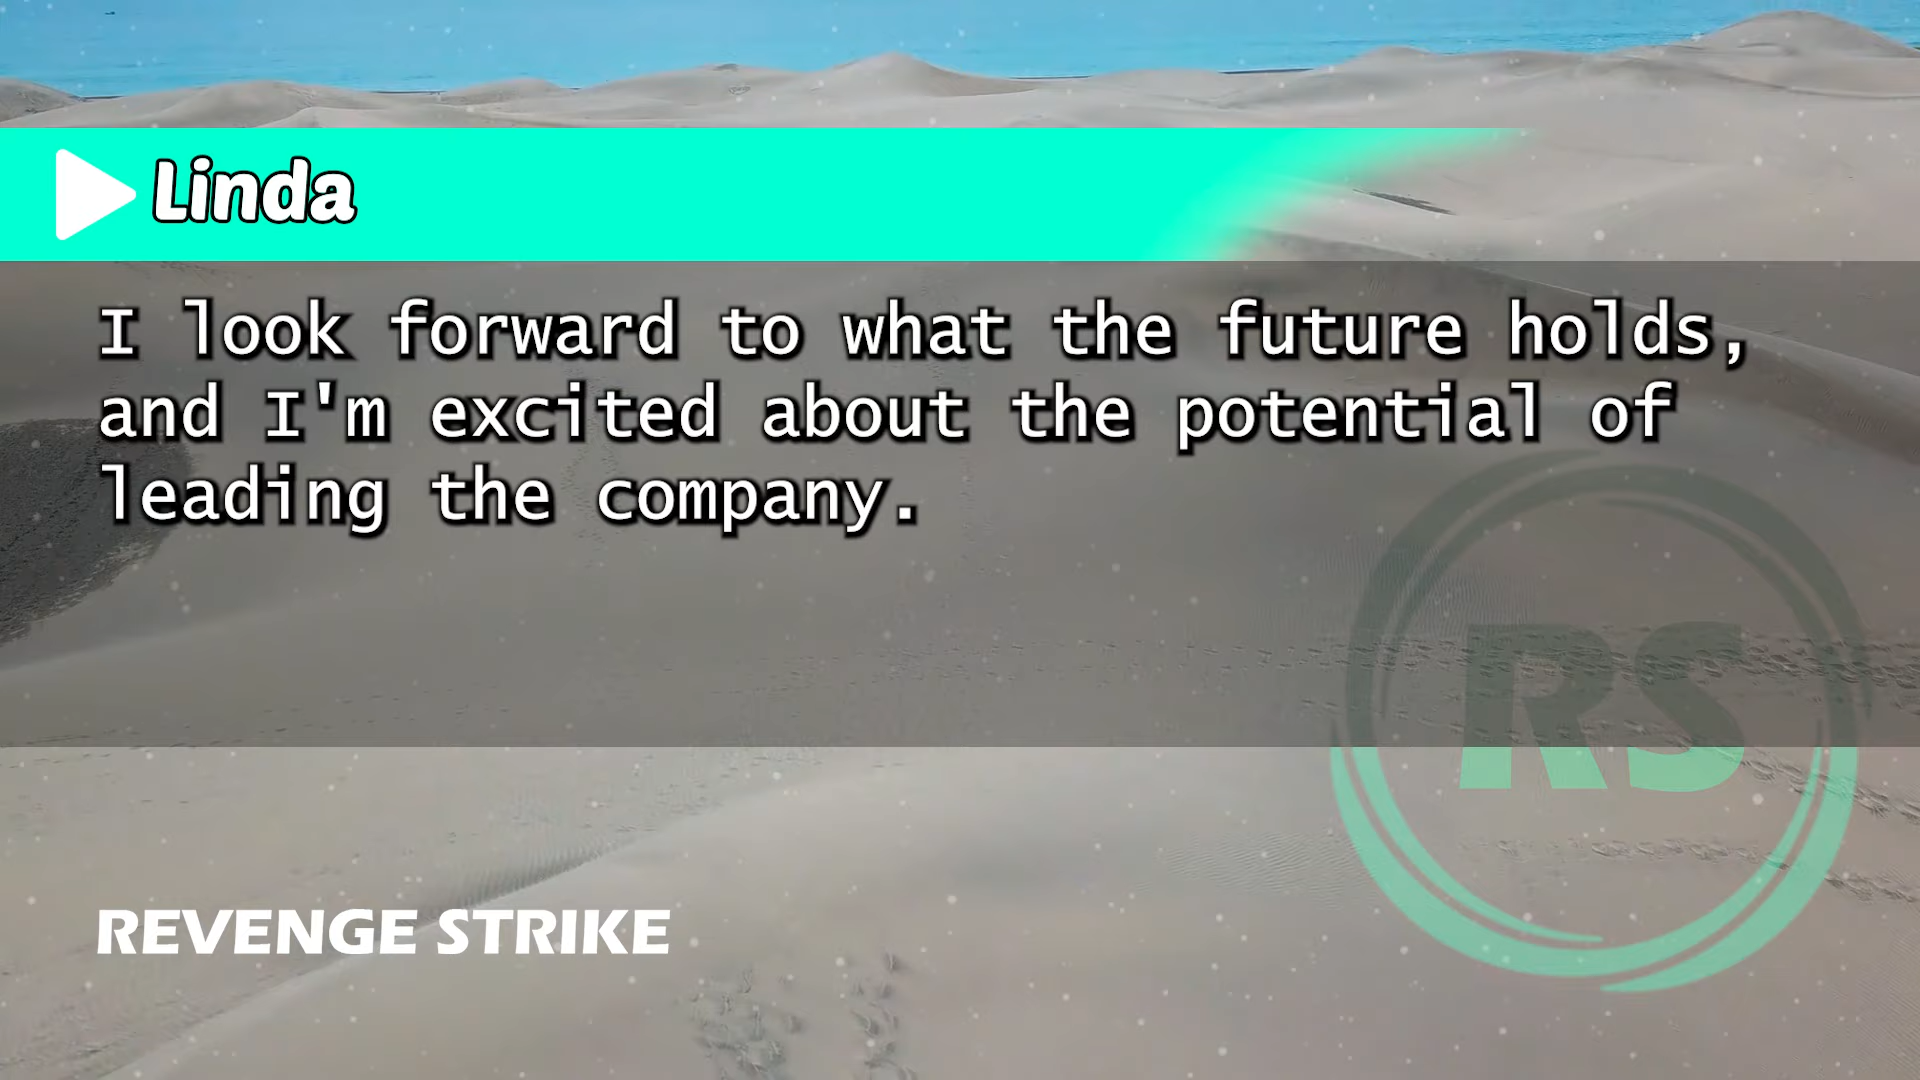 Linda
I look forward to what the future holds,
and I'm excited about the potential of
leading the company.
RS
REVENGE STRIKE